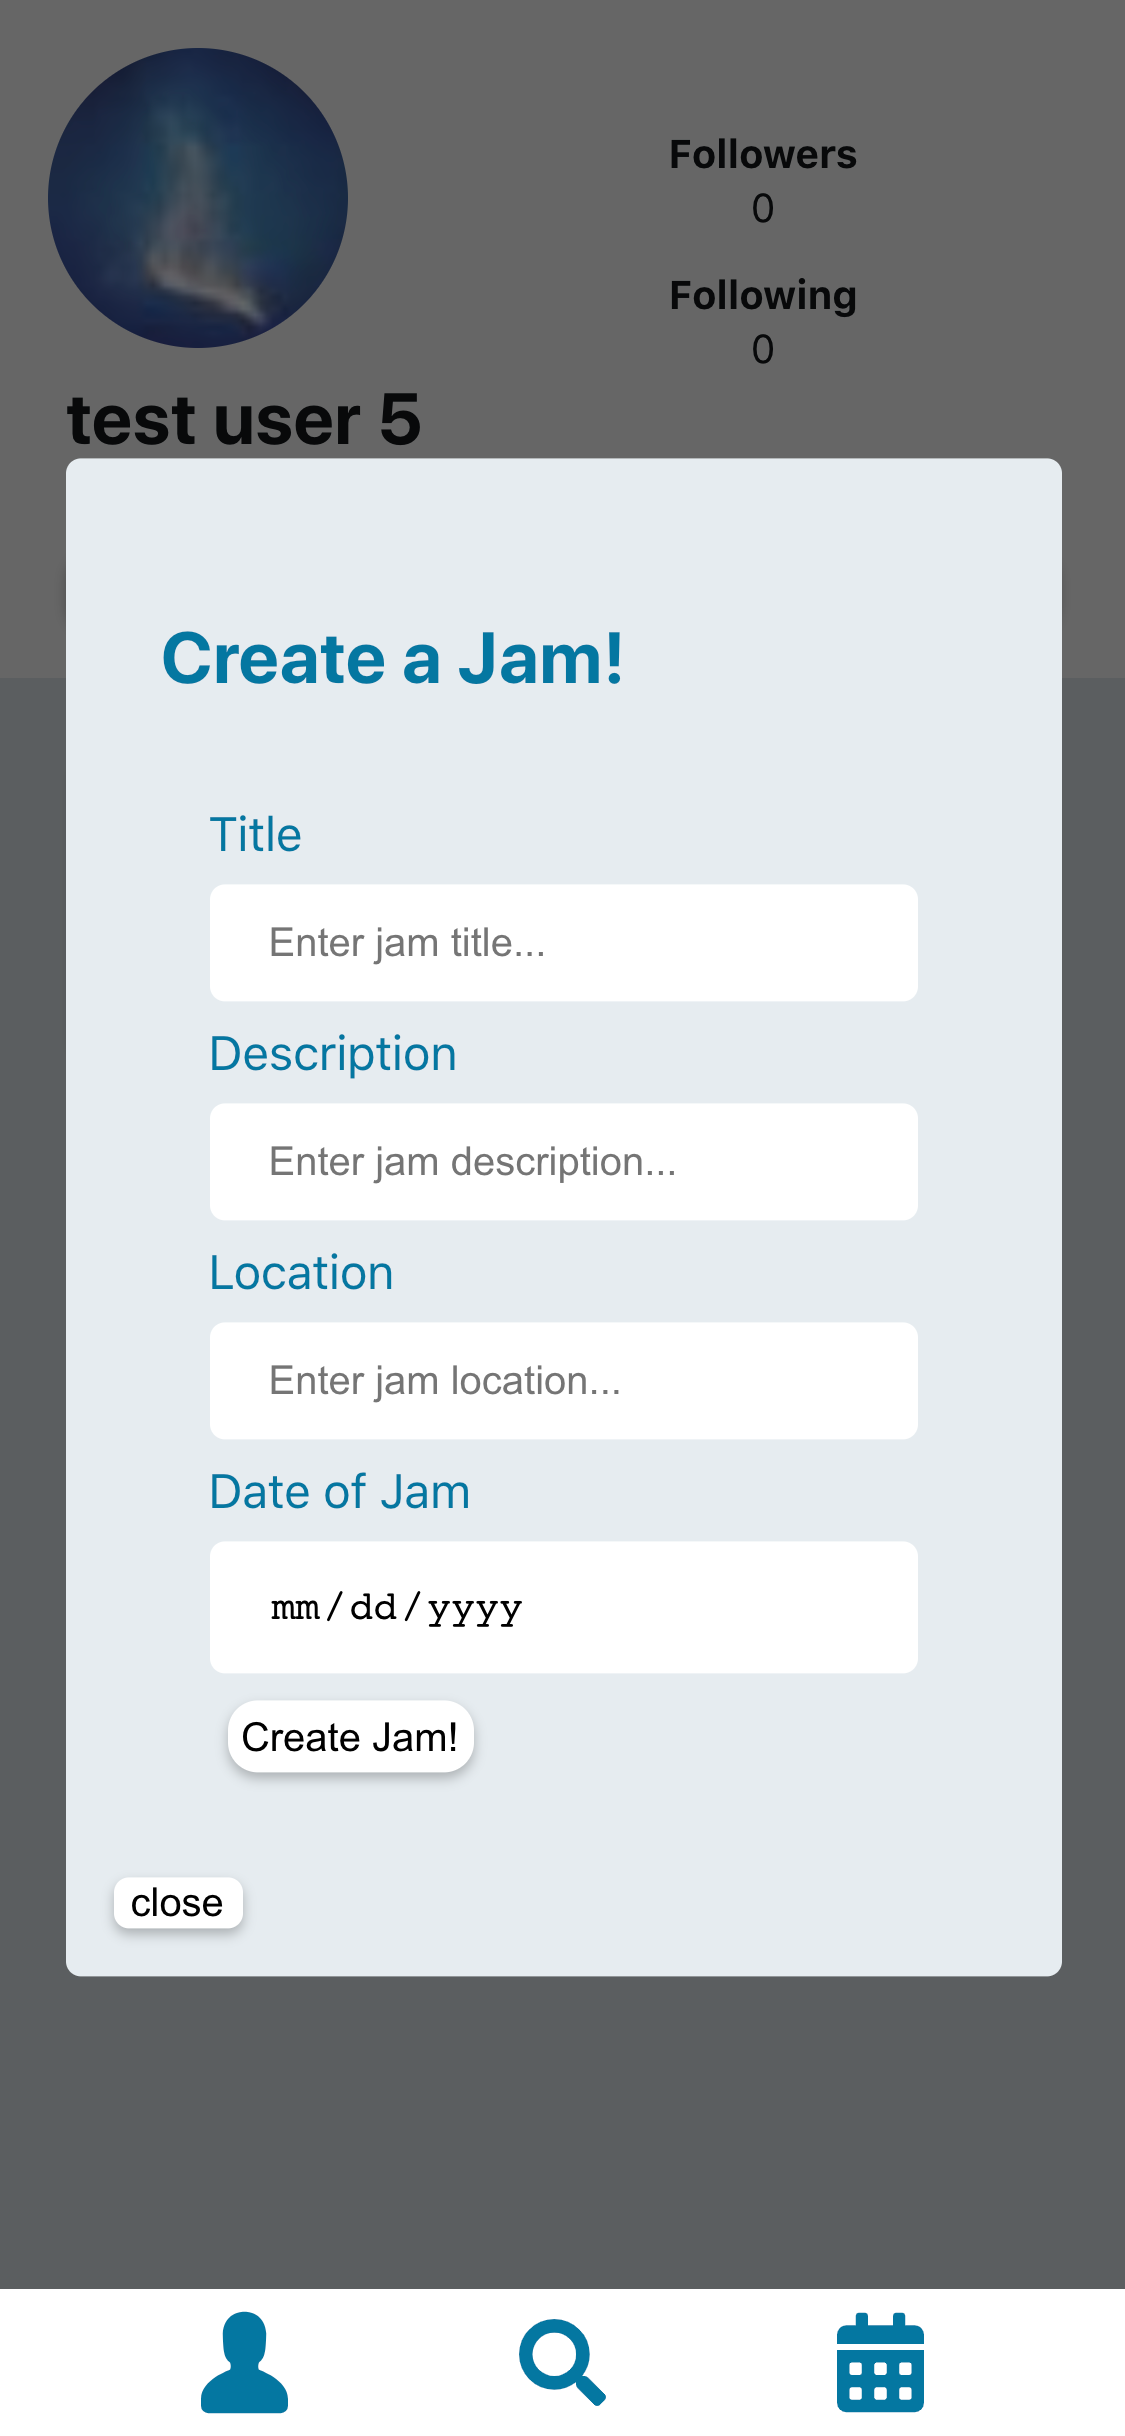 Followers
0
Following
0
test user 5
Create a Jam!
Title
Enter jam title...
Description
Enter jam description...
Location
Enter jam location...
Date of Jam
mm/dd/yyyy
Create Jam!
close